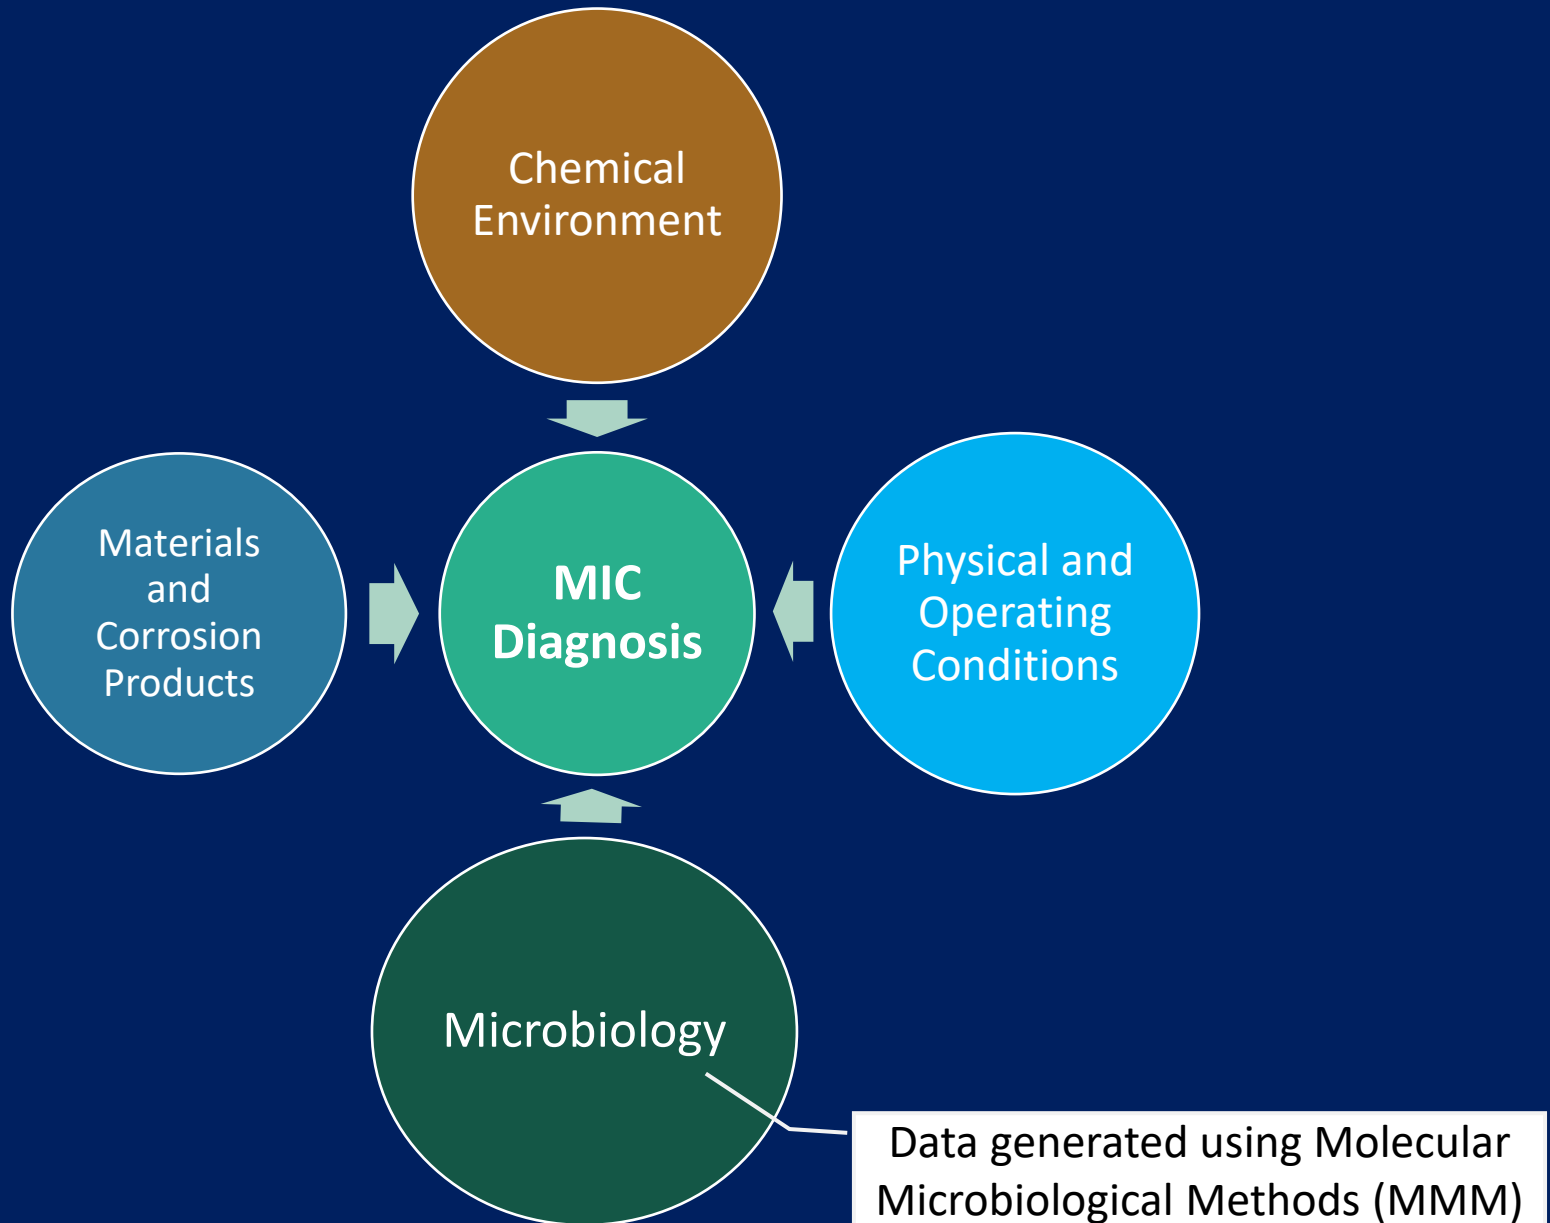 Chemical
Environment
Materials
and
Corrosion
Products
MIC
Diagnosis
Physical and
Operating
Conditions
Microbiology
Data generated using Molecular
Microbiological Methods (MMM)